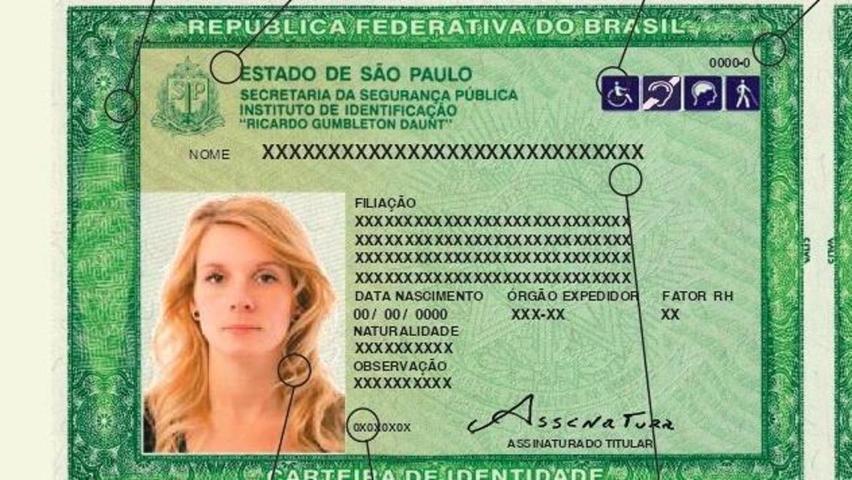 REPÚBLICA FEDERATIVA DO BRASIL
0000-0
ESTADO DE SÃO PAULO
SECRETARIA DA SEGURANÇA PÚBLICA
INSTITUTO DE IDENTIFICAÇÃO
"RICARDO GUMBLETON DAUNT"
SP
NOME XXXXXXXXXXXXXXXXXXXXXXXXXXXXX
FILIAÇÃO
XXXXXXXXXXXXXXXXXXXXXXXXXXXX
XXXXXXXXXXXXXXXXXXXXXXXXXXXX
XXXXXXXXXXXXXXXXXXXXXXXXXXXX
XXXXXXXXXXXXXXXXXXXXXXXXXXXX
DATA NASCIMENTO ÓRGÃO EXPEDIDOR FATOR RH
00/ 00/ 0000 XXX-XX XX
NATURALIDADE
XXXXXXXXXX
OBSERVAÇÃO
XXXXXXXXXX
0X0X0X0X
Assinatura
ASSINATURA DO TITULAR
CARTEIRA DE IDENTIDADE